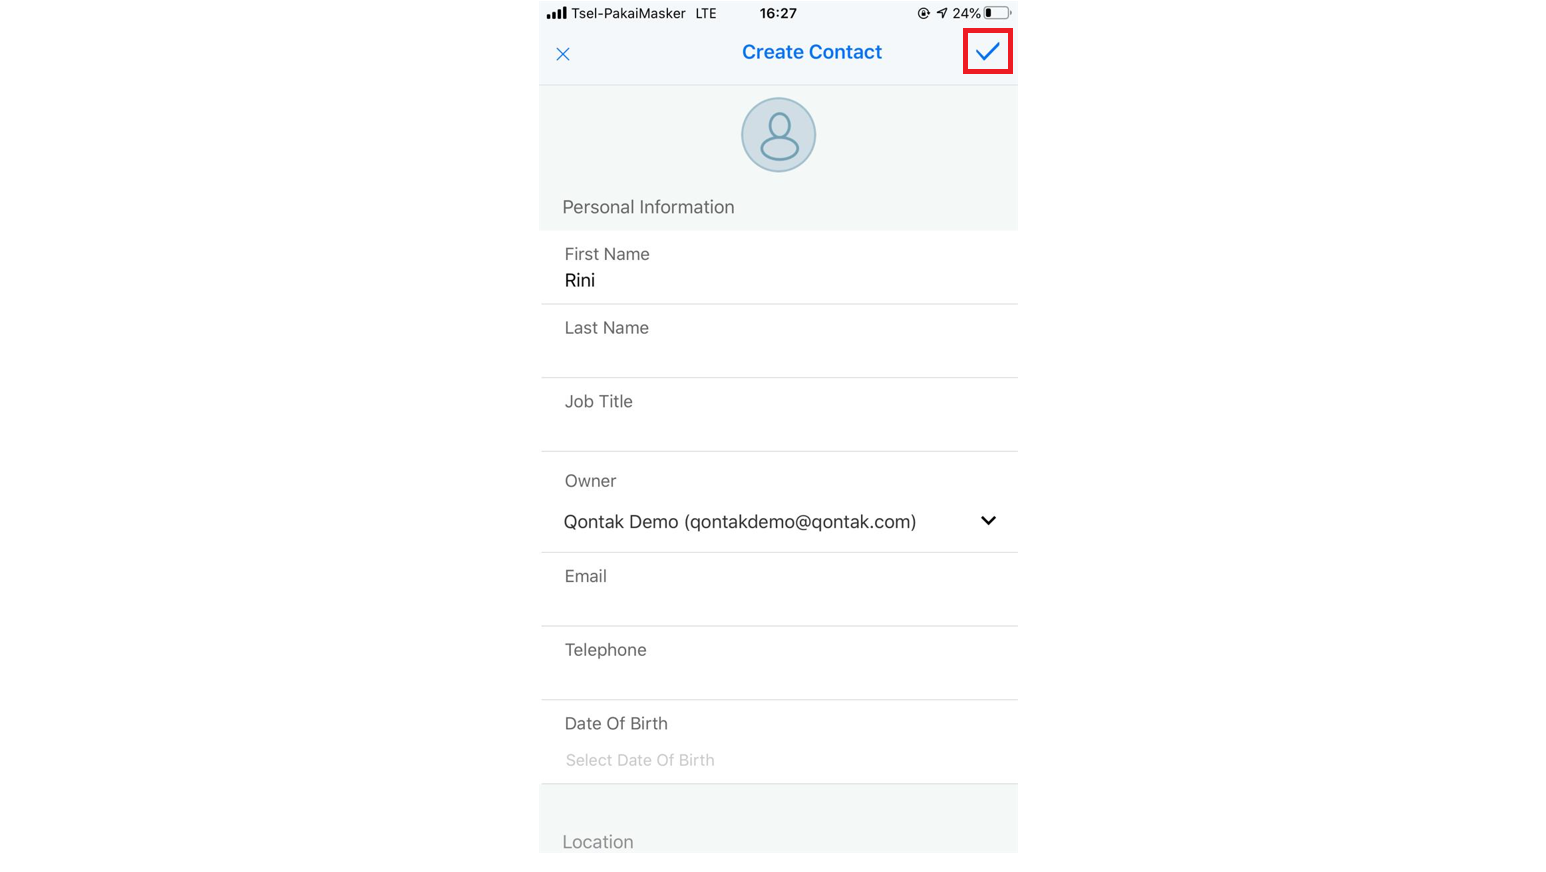 Tsel-PakaiMasker LTE 16:27 24%
Create Contact
Personal Information
First Name
Rini
Last Name
Job Title
Owner
Qontak Demo (qontakdemo@qontak.com)
Email
Telephone
Date Of Birth
Select Date Of Birth
Location